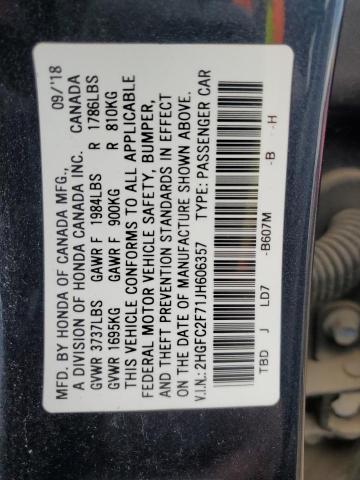 MFD. BY HONDA OF CANADA MFG., 09/'18
A DIVISION OF HONDA CANADA INC. CANADA
GVWR 3737LBS GAWR F 1984LBS R 1786LBS
GVWR 1695KG GAWR F 900KG R 810KG
THIS VEHICLE CONFORMS TO ALL APPLICABLE
FEDERAL MOTOR VEHICLE SAFETY, BUMPER,
AND THEFT PREVENTION STANDARDS IN EFFECT
ON THE DATE OF MANUFACTURE SHOWN ABOVE.
V.I.N.: 2HGFC2F71JH606357 TYPE: PASSENGER CAR
TBD J LD7 -B607M -B -H